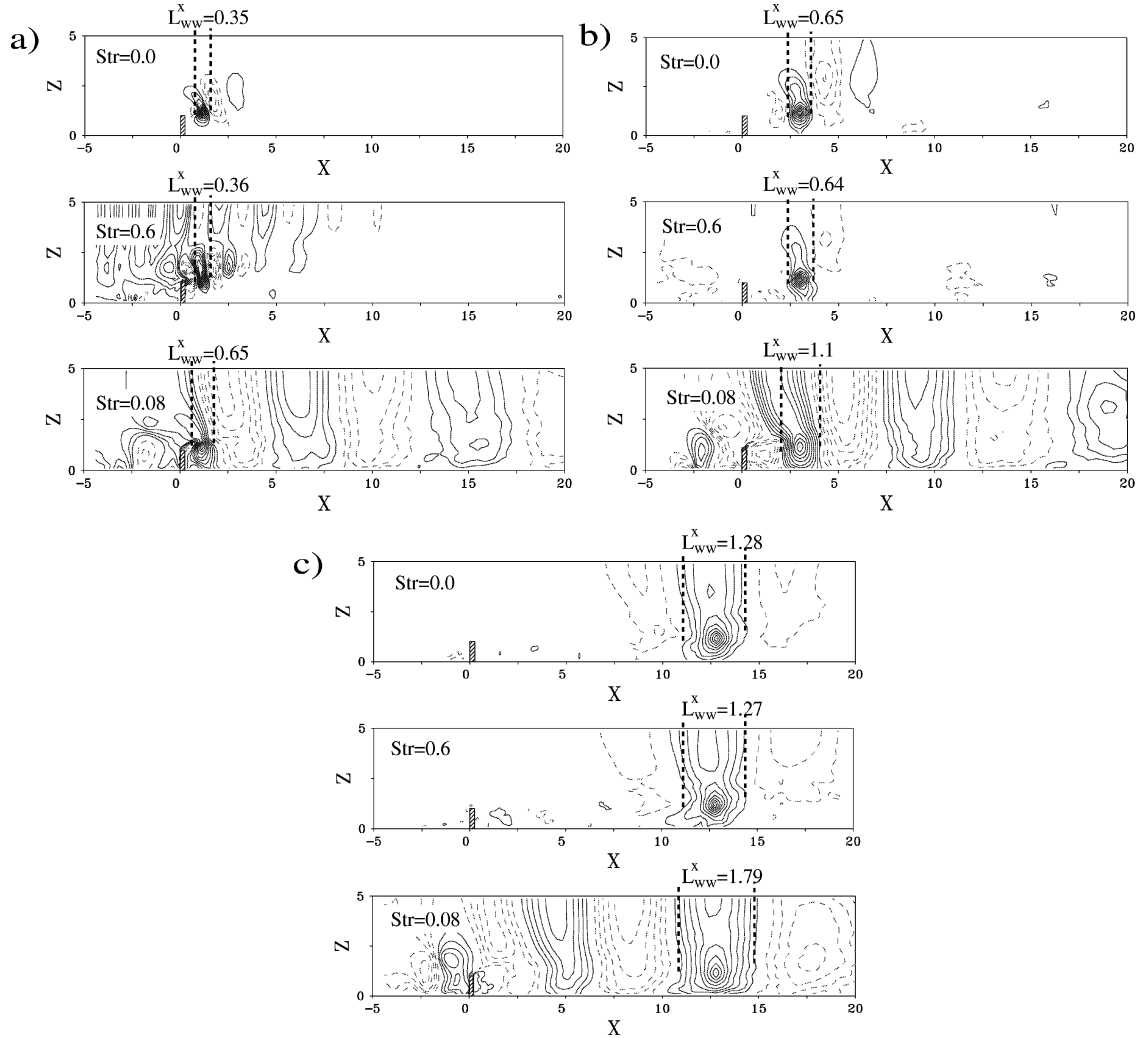 a)
L^x_ww=0.35
Str=0.0
5
Z
0
-5 0 5 10 15 20
X
L^x_ww=0.36
Str=0.6
5
Z
0
-5 0 5 10 15 20
X
L^x_ww=0.65
Str=0.08
5
Z
0
-5 0 5 10 15 20
X
b)
L^x_ww=0.65
Str=0.0
5
Z
0
-5 0 5 10 15 20
X
L^x_ww=0.64
Str=0.6
5
Z
0
-5 0 5 10 15 20
X
L^x_ww=1.1
Str=0.08
5
Z
0
-5 0 5 10 15 20
X
c)
L^x_ww=1.28
Str=0.0
5
Z
0
-5 0 5 10 15 20
X
L^x_ww=1.27
Str=0.6
5
Z
0
-5 0 5 10 15 20
X
L^x_ww=1.79
Str=0.08
5
Z
0
-5 0 5 10 15 20
X